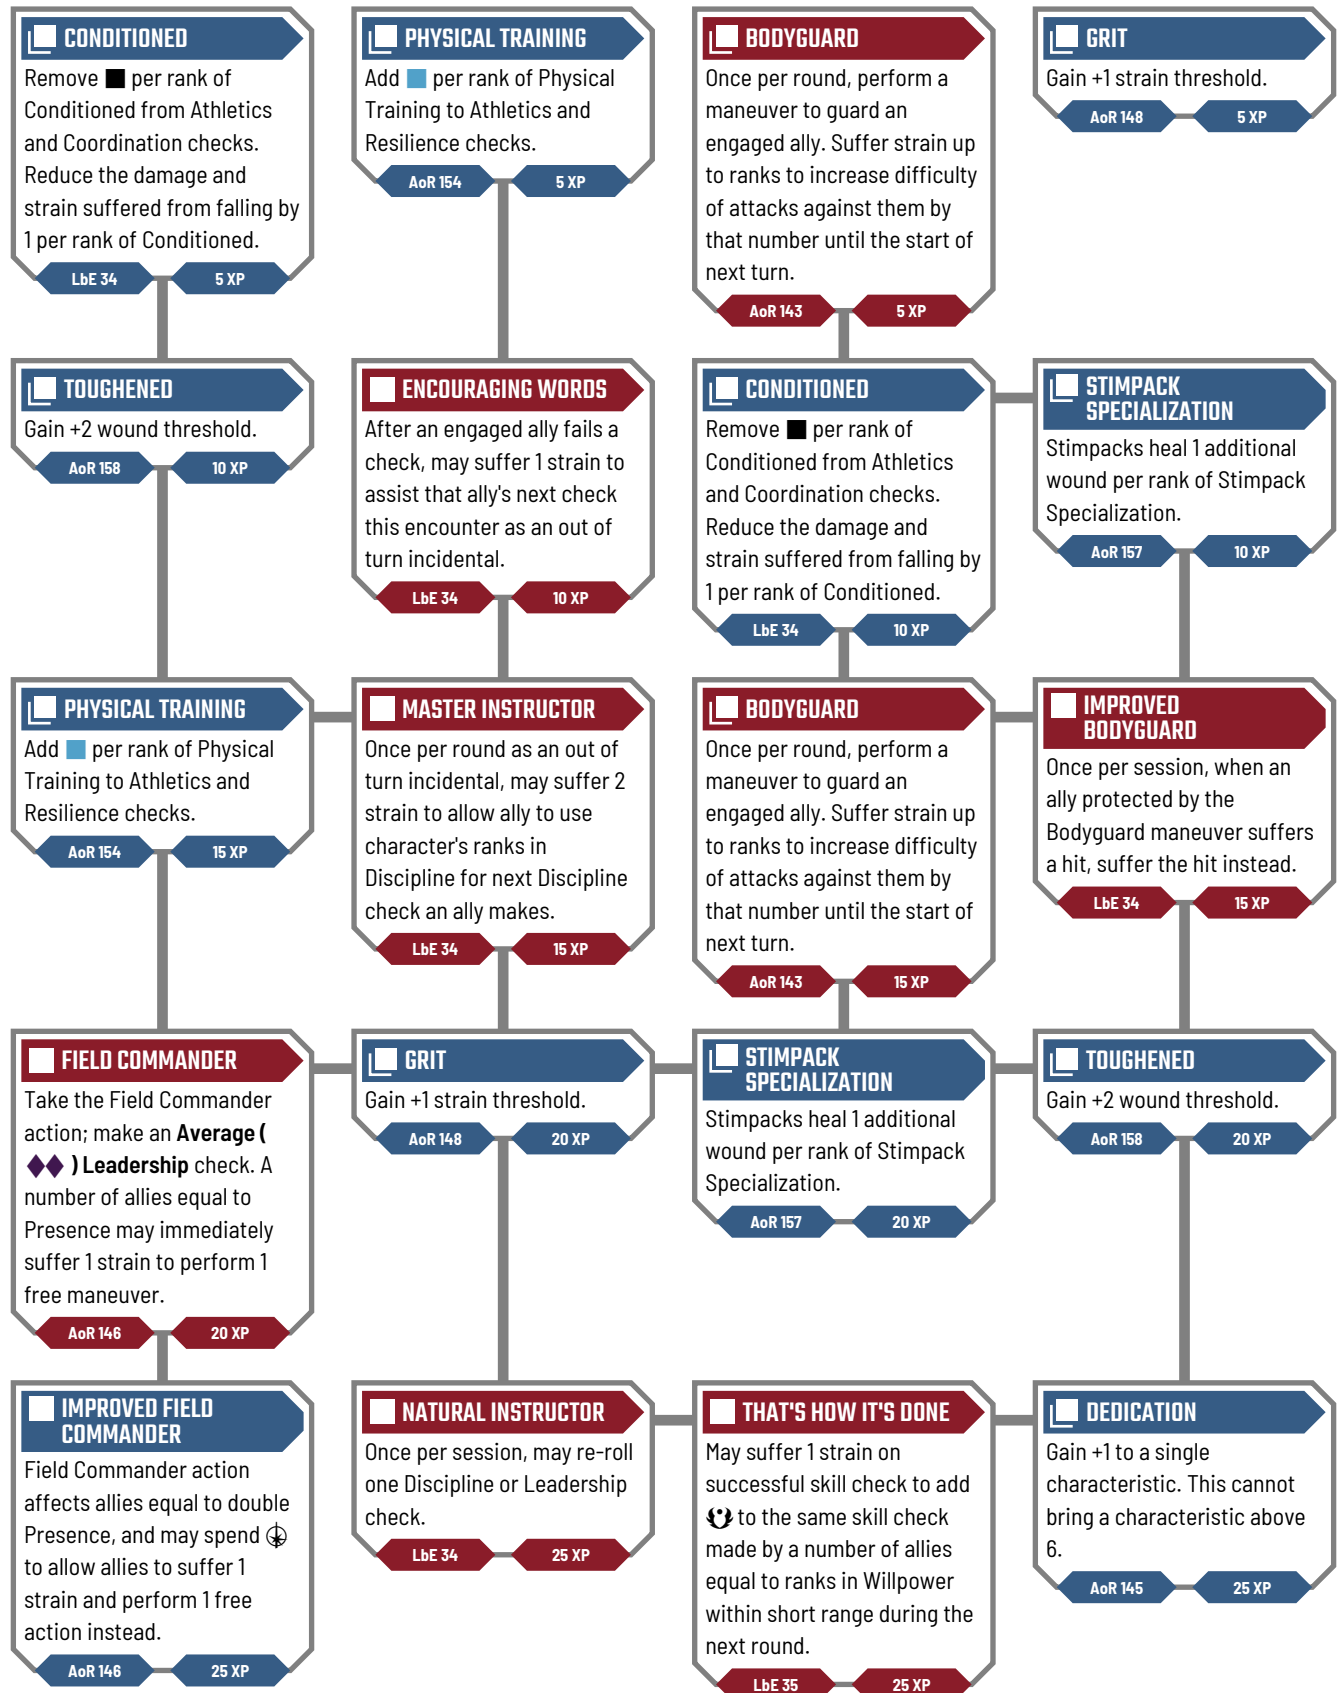 CONDITIONED
Remove per rank of
Conditioned from Athletics
and Coordination checks.
Reduce the damage and
strain suffered from falling by
1 per rank of Conditioned.
LbE 34 5 XP
PHYSICAL TRAINING
Add per rank of Physical
Training to Athletics and
Resilience checks.
AoR 154 5 XP
BODYGUARD
Once per round, perform a
maneuver to guard an
engaged ally. Suffer strain up
to ranks to increase difficulty
of attacks against them by
that number until the start of
next turn.
AoR 143 5 XP
GRIT
Gain +1 strain threshold.
AoR 148 5 XP
TOUGHENED
Gain +2 wound threshold.
AoR 158 10 XP
ENCOURAGING WORDS
After an engaged ally fails a
check, may suffer 1 strain to
assist that ally's next check
this encounter as an out of
turn incidental.
LbE 34 10 XP
CONDITIONED
Remove per rank of
Conditioned from Athletics
and Coordination checks.
Reduce the damage and
strain suffered from falling by
1 per rank of Conditioned.
LbE 34 10 XP
STIMPACK
SPECIALIZATION
Stimpacks heal 1 additional
wound per rank of Stimpack
Specialization.
AoR 157 10 XP
PHYSICAL TRAINING
Add per rank of Physical
Training to Athletics and
Resilience checks.
AoR 154 15 XP
MASTER INSTRUCTOR
Once per round as an out of
turn incidental, may suffer 2
strain to allow ally to use
character's ranks in
Discipline for next Discipline
check an ally makes.
LbE 34 15 XP
BODYGUARD
Once per round, perform a
maneuver to guard an
engaged ally. Suffer strain up
to ranks to increase difficulty
of attacks against them by
that number until the start of
next turn.
AoR 143 15 XP
IMPROVED
BODYGUARD
Once per session, when an
ally protected by the
Bodyguard maneuver suffers
a hit, suffer the hit instead.
LbE 34 15 XP
FIELD COMMANDER
Take the Field Commander
action; make an Average (
) Leadership check. A
number of allies equal to
Presence may immediately
suffer 1 strain to perform 1
free maneuver.
AoR 146 20 XP
GRIT
Gain +1 strain threshold.
AoR 148 20 XP
STIMPACK
SPECIALIZATION
Stimpacks heal 1 additional
wound per rank of Stimpack
Specialization.
AoR 157 20 XP
TOUGHENED
Gain +2 wound threshold.
AoR 158 20 XP
IMPROVED FIELD
COMMANDER
Field Commander action
affects allies equal to double
Presence, and may spend
to allow allies to suffer 1
strain and perform 1 free
action instead.
AoR 146 25 XP
NATURAL INSTRUCTOR
Once per session, may re-roll
one Discipline or Leadership
check.
LbE 34 25 XP
THAT'S HOW IT'S DONE
May suffer 1 strain on
successful skill check to add
to the same skill check
made by a number of allies
equal to ranks in Willpower
within short range during the
next round.
LbE 35 25 XP
DEDICATION
Gain +1 to a single
characteristic. This cannot
bring a characteristic above
6.
AoR 145 25 XP